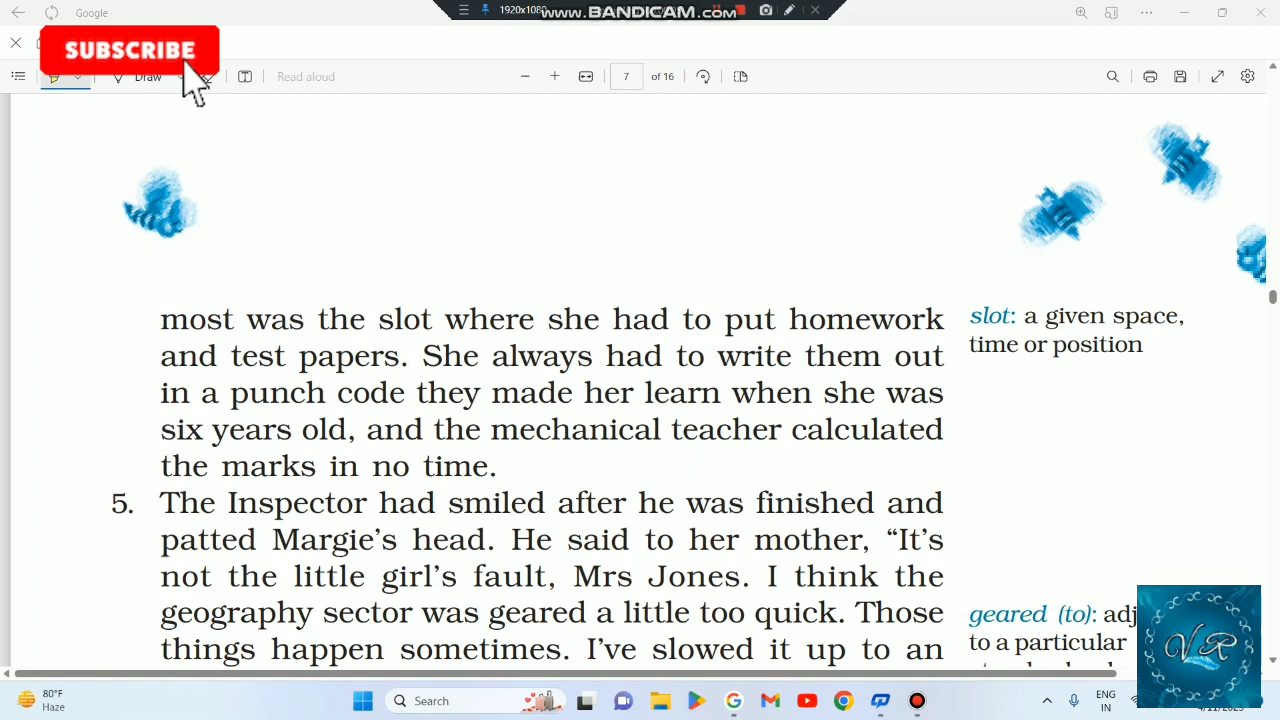 1920x1080
www.BANDICAM.com
Google
SUBSCRIBE
Draw
Read aloud
7 of 16
most was the slot where she had to put homework
and test papers. She always had to write them out
in a punch code they made her learn when she was
six years old, and the mechanical teacher calculated
the marks in no time.
slot: a given space,
time or position
5. The Inspector had smiled after he was finished and
patted Margie's head. He said to her mother, “It's
not the little girl's fault, Mrs Jones. I think the
geography sector was geared a little too quick. Those
things happen sometimes. I've slowed it up to an
geared (to): adj
to a particular
VR
80°F
Haze
Search
ENG
IN